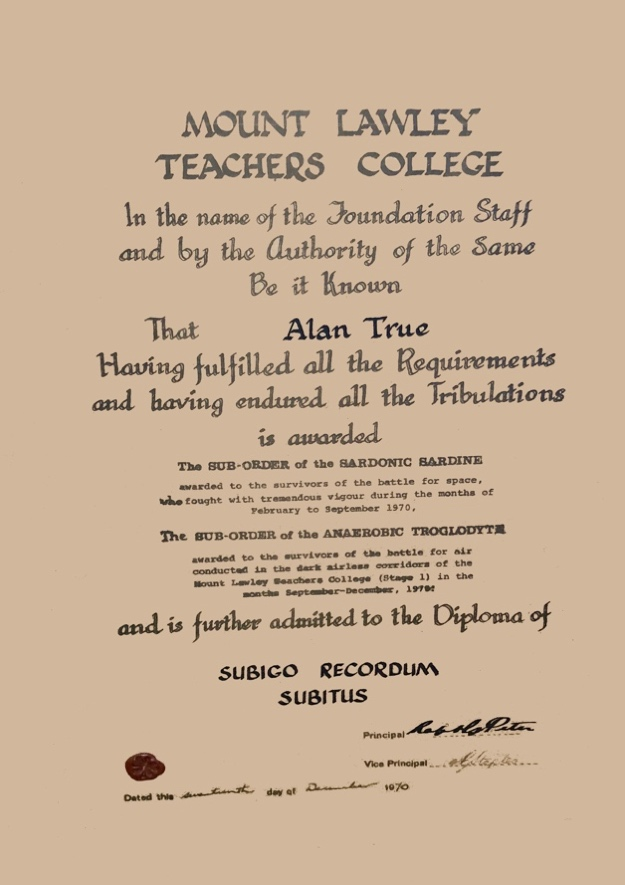 MOUNT LAWLEY
TEACHERS COLLEGE
In the name of the Foundation Staff
and by the Authority of the Same
Be it Known
That Alan True
Having fulfilled all the Requirements
and having endured all the Tribulations
is awarded
The SUB-ORDER of the SARDONIC SARDINE
awarded to the survivors of the battle for space,
who fought with tremendous vigour during the months of
February to September 1970,
The SUB-ORDER of the ANAEROBIC TROGLODYTE
awarded to the survivors of the battle for air
conducted in the dark airless corridors of the
Mount Lawley Beachers College (Stage 1) in the
months September-December, 1970!
and is further admitted to the Diploma of
SUBIGO RECORDUM
SUBITUS
Principal
Vice Principal
Dated this seventeenth day of December 1970